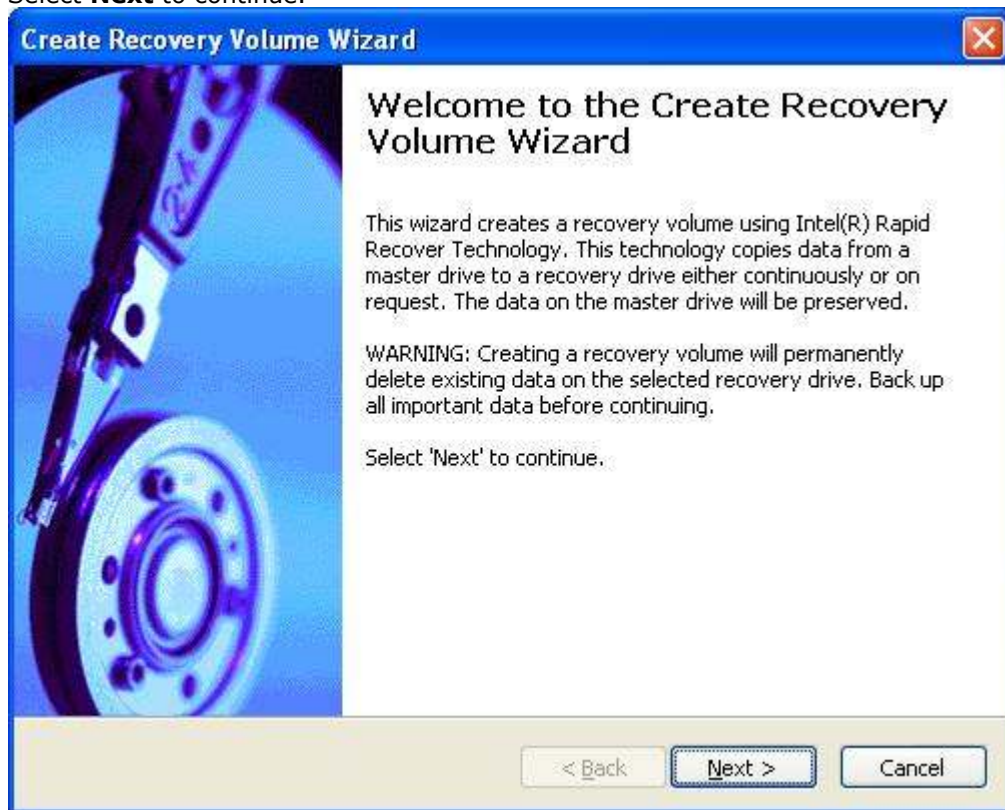 Select Next to continue.
Create Recovery Volume Wizard
Welcome to the Create Recovery
Volume Wizard
This wizard creates a recovery volume using Intel(R) Rapid
Recover Technology. This technology copies data from a
master drive to a recovery drive either continuously or on
request. The data on the master drive will be preserved.
WARNING: Creating a recovery volume will permanently
delete existing data on the selected recovery drive. Back up
all important data before continuing.
Select 'Next' to continue.
< Back
Next >
Cancel